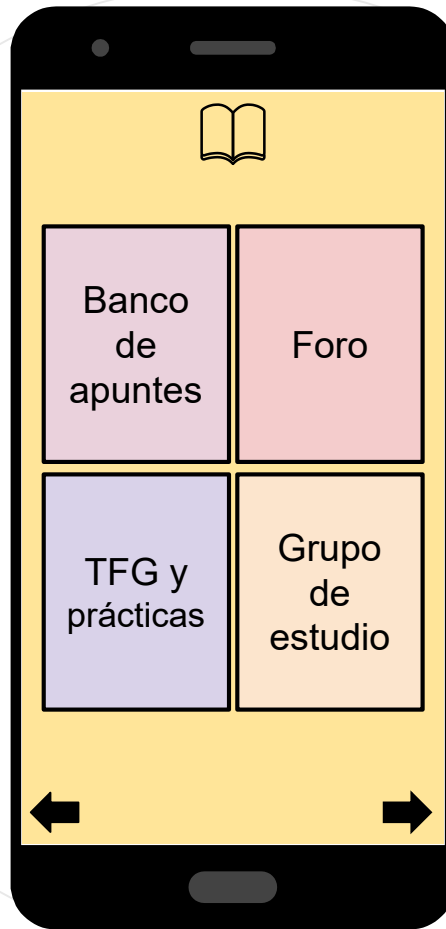 Banco
de
apuntes
Foro
TFG y
prácticas
Grupo
de
estudio